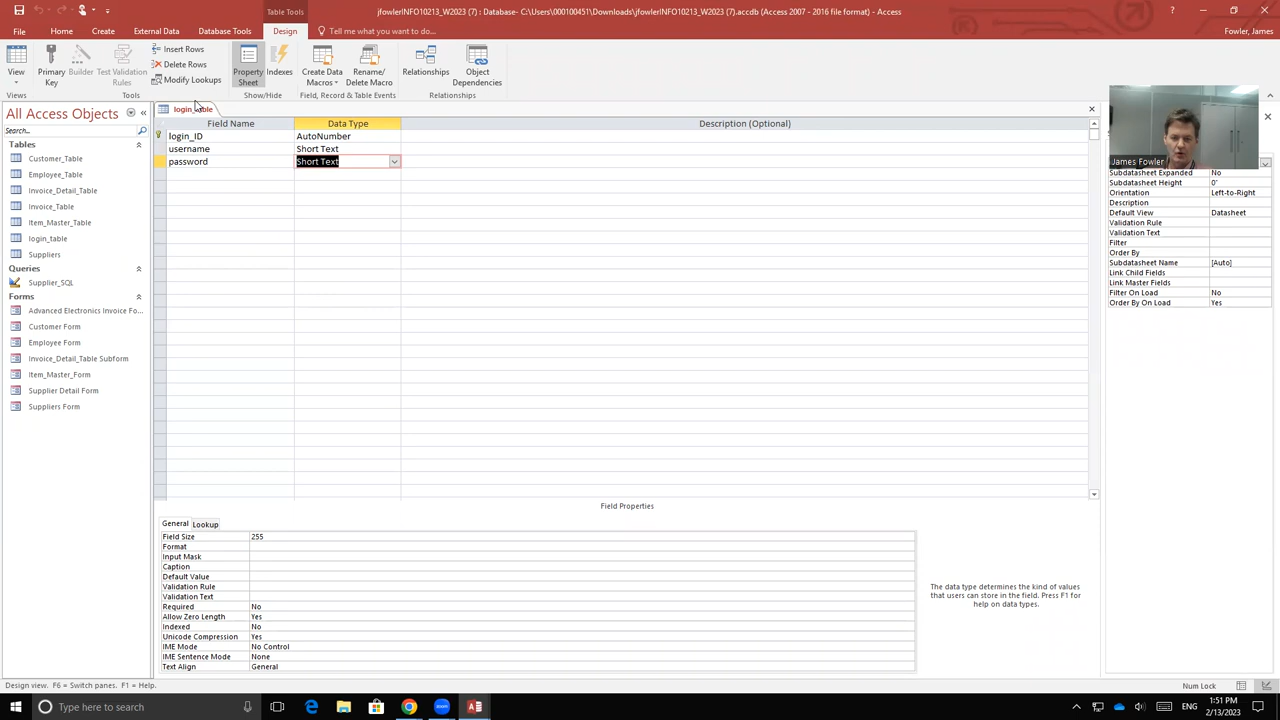 Table Tools
jfowlerINFO10213_W2023 (7) : Database- C:\Users\000100451\Downloads\jfowlerINFO10213_W2023 (7).accdb (Access 2007 - 2016 file format) - Access
File Home Create External Data Database Tools Design Tell me what you want to do... Fowler, James
View
Primary Key
Builder
Test Validation Rules
Insert Rows
Delete Rows
Modify Lookups
Property Sheet
Indexes
Create Data Macros
Rename/ Delete Macro
Relationships
Object Dependencies
Views Tools Show/Hide Field, Record & Table Events Relationships
All Access Objects
Search...
Tables
Customer_Table
Employee_Table
Invoice_Detail_Table
Invoice_Table
Item_Master_Table
login_table
Suppliers
Queries
Supplier_SQL
Forms
Advanced Electronics Invoice Fo...
Customer Form
Employee Form
Invoice_Detail_Table Subform
Item_Master_Form
Supplier Detail Form
Suppliers Form
login_table
Field Name Data Type Description (Optional)
login_ID AutoNumber
username Short Text
password Short Text
Field Properties
General Lookup
Field Size 255
Format
Input Mask
Caption
Default Value
Validation Rule
Validation Text
Required No
Allow Zero Length Yes
Indexed No
Unicode Compression Yes
IME Mode No Control
IME Sentence Mode None
Text Align General
The data type determines the kind of values that users can store in the field. Press F1 for help on data types.
James Fowler
Subdatasheet Expanded No
Subdatasheet Height 0"
Orientation Left-to-Right
Description
Default View Datasheet
Validation Rule
Validation Text
Filter
Order By
Subdatasheet Name [Auto]
Link Child Fields
Link Master Fields
Filter On Load No
Order By On Load Yes
Design view. F6 = Switch panes. F1 = Help. Num Lock
Type here to search
ENG
1:51 PM
2/13/2023